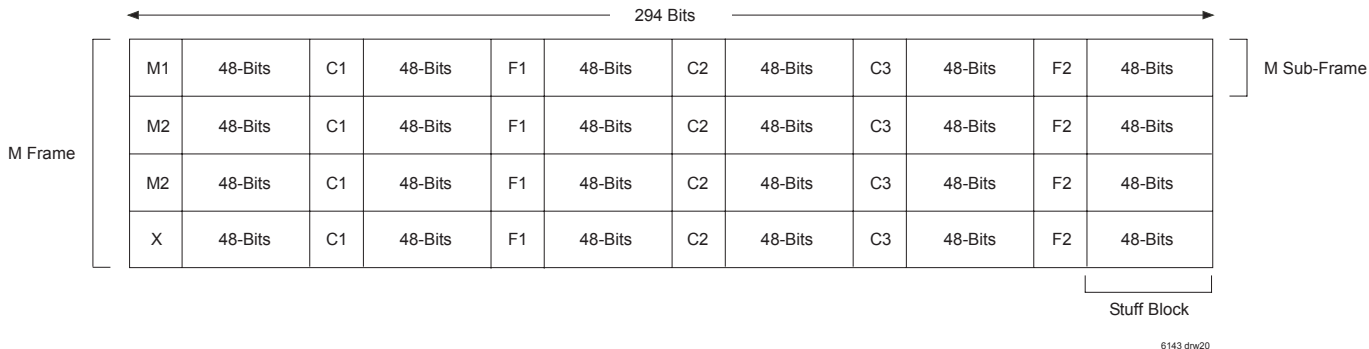 294 Bits
M1 48-Bits C1 48-Bits F1 48-Bits C2 48-Bits C3 48-Bits F2 48-Bits M Sub-Frame
M2 48-Bits C1 48-Bits F1 48-Bits C2 48-Bits C3 48-Bits F2 48-Bits
M Frame
M2 48-Bits C1 48-Bits F1 48-Bits C2 48-Bits C3 48-Bits F2 48-Bits
X 48-Bits C1 48-Bits F1 48-Bits C2 48-Bits C3 48-Bits F2 48-Bits
Stuff Block
6143 drw20